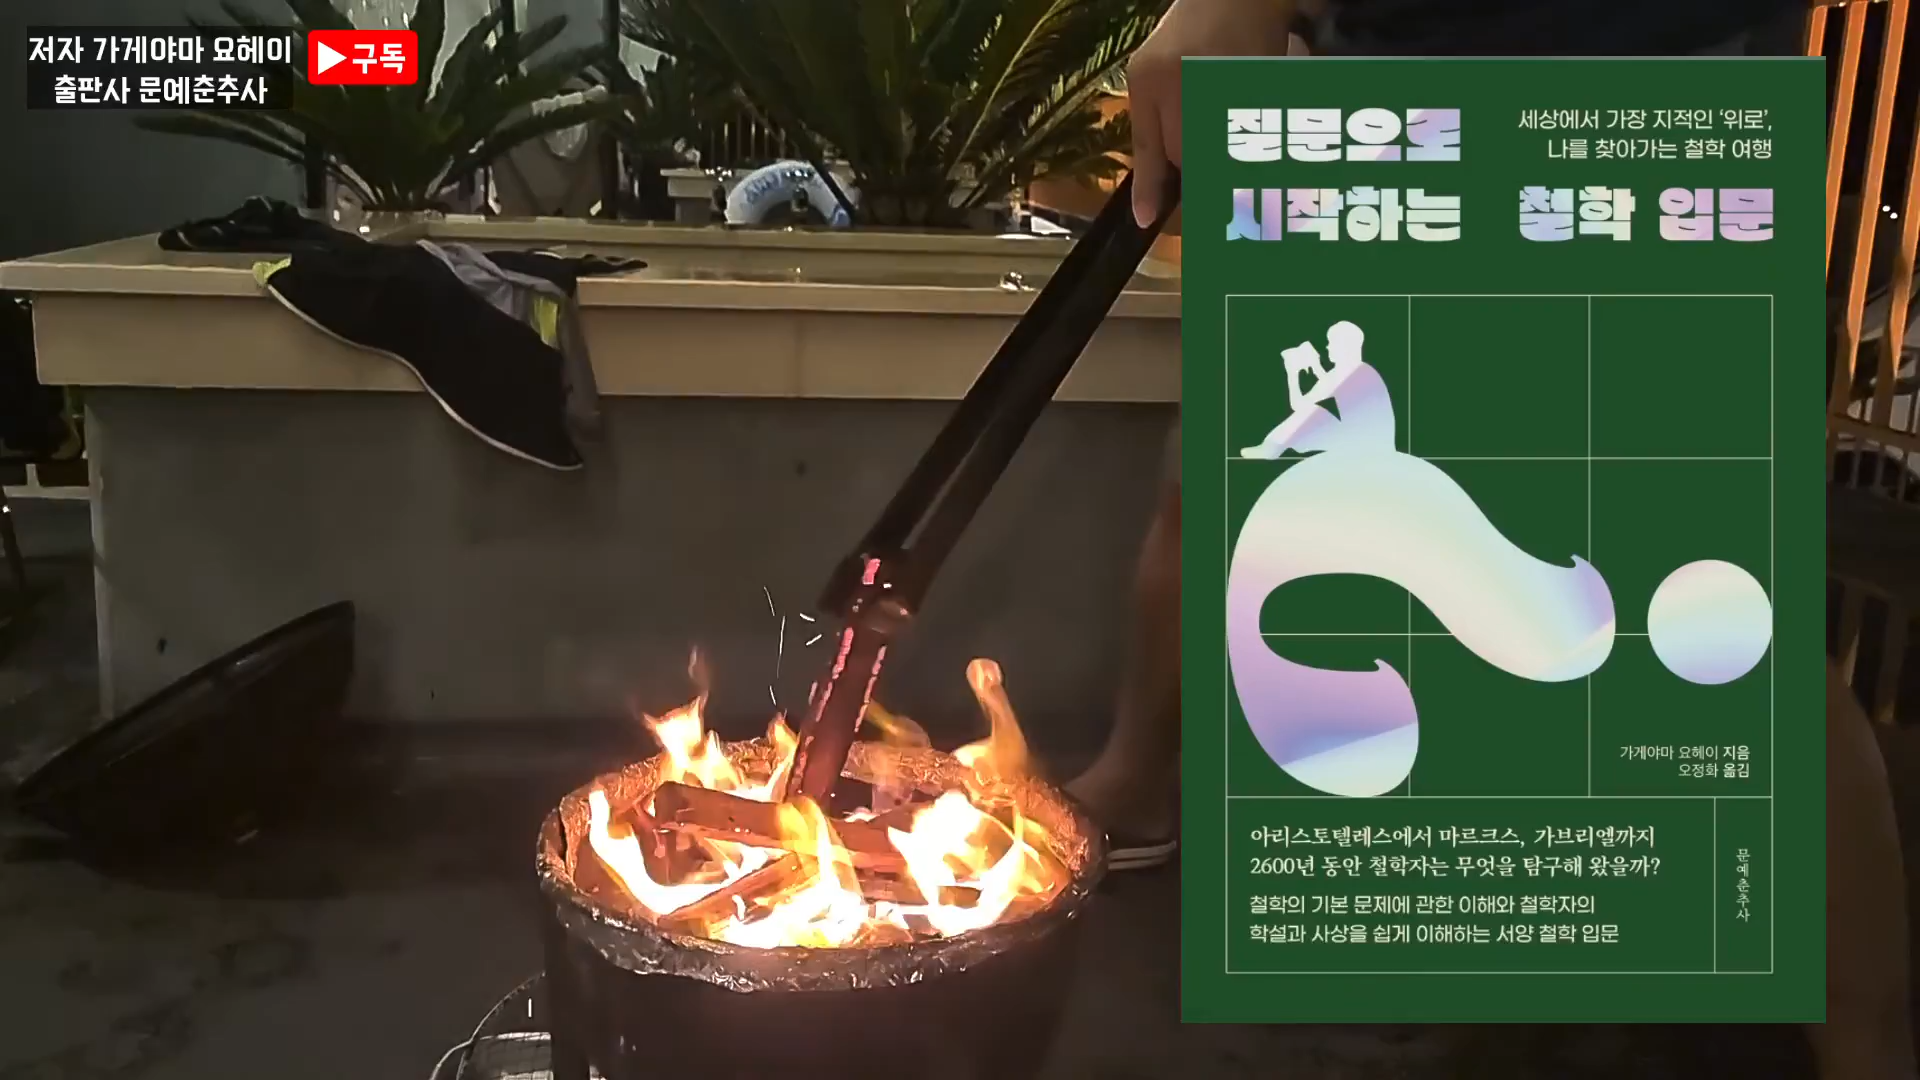 저자 가게야마 요헤이
출판사 문예춘추사
구독
질문으로
시작하는 철학 입문
세상에서 가장 지적인 ‘위로’,
나를 찾아가는 철학 여행
가게야마 요헤이 지음
오정화 옮김
아리스토텔레스에서 마르크스, 가브리엘까지
2600년 동안 철학자는 무엇을 탐구해 왔을까?
철학의 기본 문제에 관한 이해와 철학자의
학설과 사상을 쉽게 이해하는 서양 철학 입문
문예춘추사